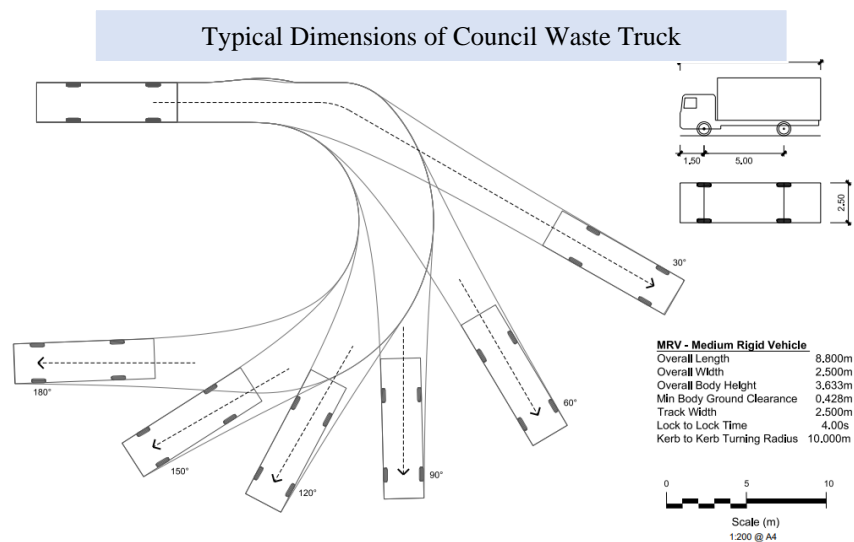 Typical Dimensions of Council Waste Truck
1.50 5.00
2.50
30°
60°
90°
120°
150°
180°
MRV - Medium Rigid Vehicle
Overall Length 8.800m
Overall Width 2.500m
Overall Body Height 3.633m
Min Body Ground Clearance 0.428m
Track Width 2.500m
Lock to Lock Time 4.00s
Kerb to Kerb Turning Radius 10.000m
0 5 10
Scale (m)
1:200 @ A4